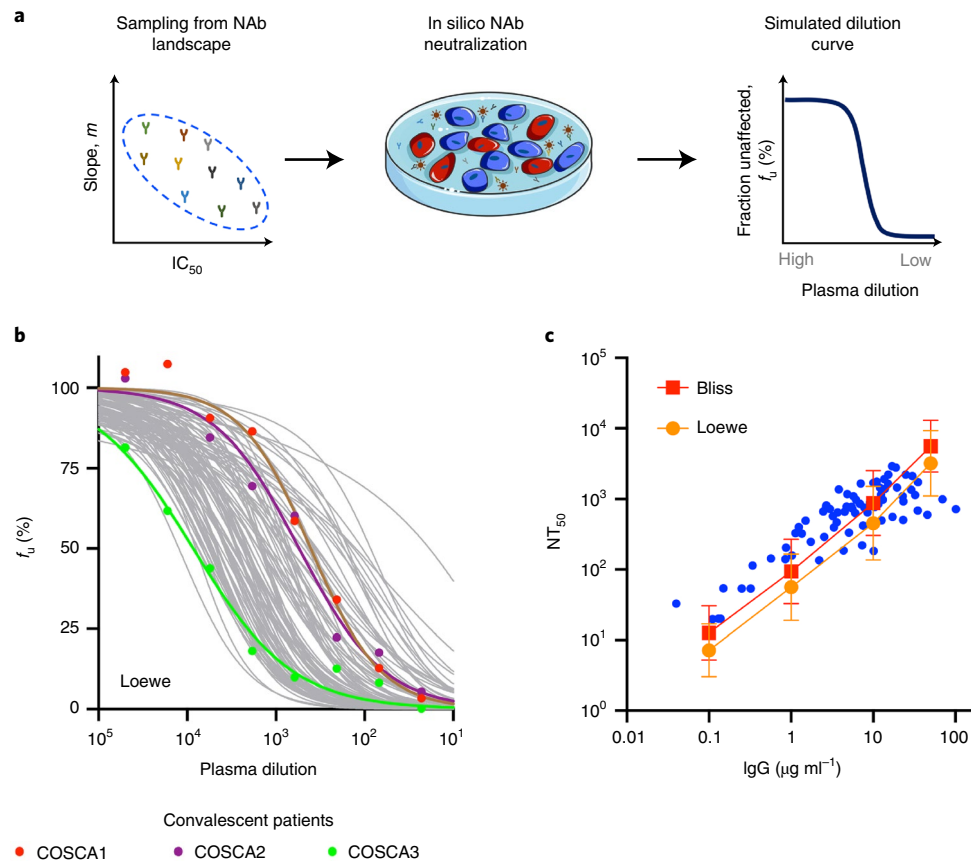 a
Sampling from NAb
landscape
In silico NAb
neutralization
Simulated dilution
curve
Slope, m
IC50
Fraction unaffected,
fu (%)
High
Low
Plasma dilution
b
fu (%)
100
75
50
25
0
Loewe
10^5
10^4
10^3
10^2
10^1
Plasma dilution
Convalescent patients
COSCA1
COSCA2
COSCA3
c
NT50
10^5
10^4
10^3
10^2
10^1
10^0
Bliss
Loewe
0.01
0.1
1
10
100
IgG (μg ml−1)